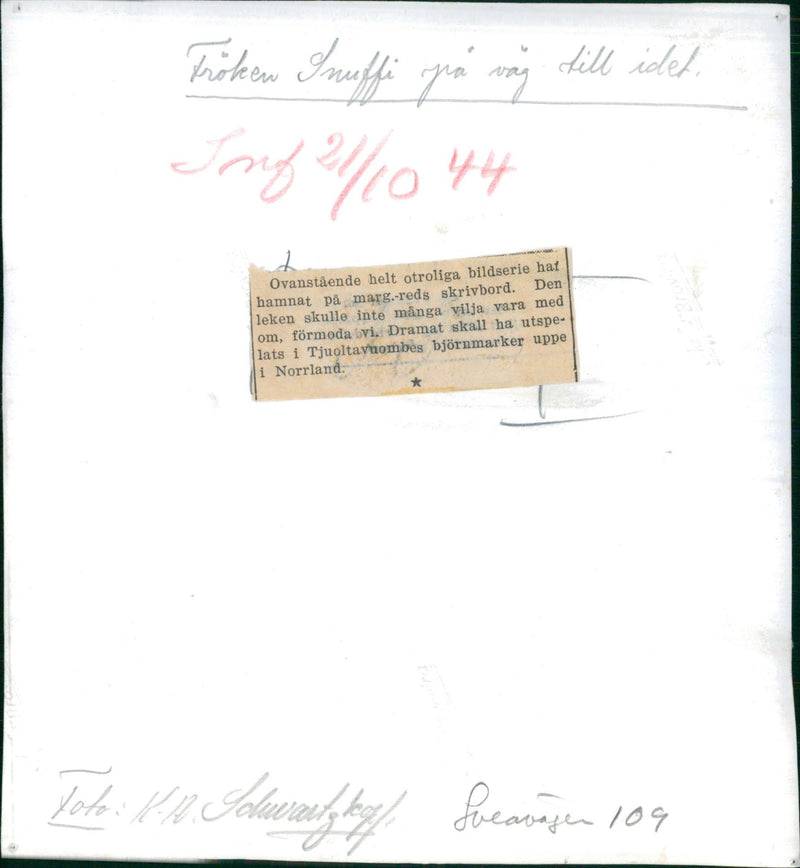 Fröken Snuffi på väg till idet.
Inf 21/10 44
Ovanstående helt otroliga bildserie har
hamnat på marg.-reds skrivbord. Den
leken skulle inte många vilja vara med
om, förmoda vi. Dramat skall ha utspe-
lats i Tjuoltavuombes björnmarker uppe
i Norrland.
★
Foto: K-R. Schwartzkopf. Sveavägen 109